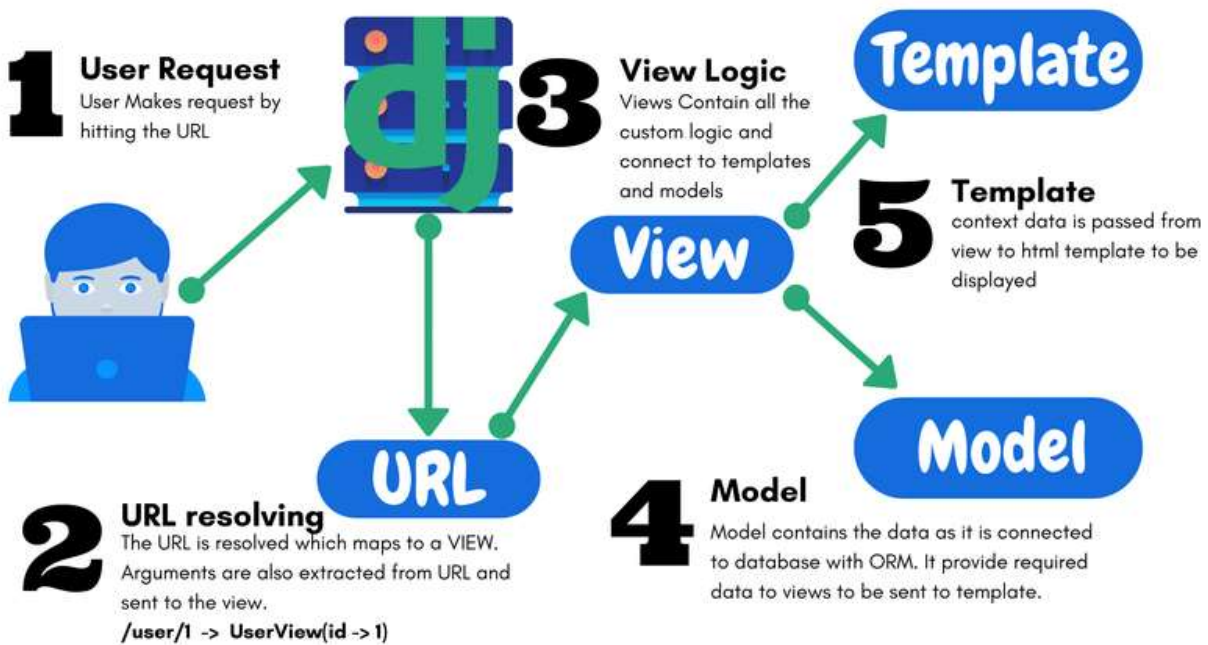 1
User Request
User Makes request by
hitting the URL
dj
3
View Logic
Views Contain all the
custom logic and
connect to templates
and models
Template
5
Template
context data is passed from
view to html template to be
displayed
View
URL
2
URL resolving
The URL is resolved which maps to a VIEW.
Arguments are also extracted from URL and
sent to the view.
/user/1 -> UserView(id -> 1)
Model
4
Model
Model contains the data as it is connected
to database with ORM. It provide required
data to views to be sent to template.